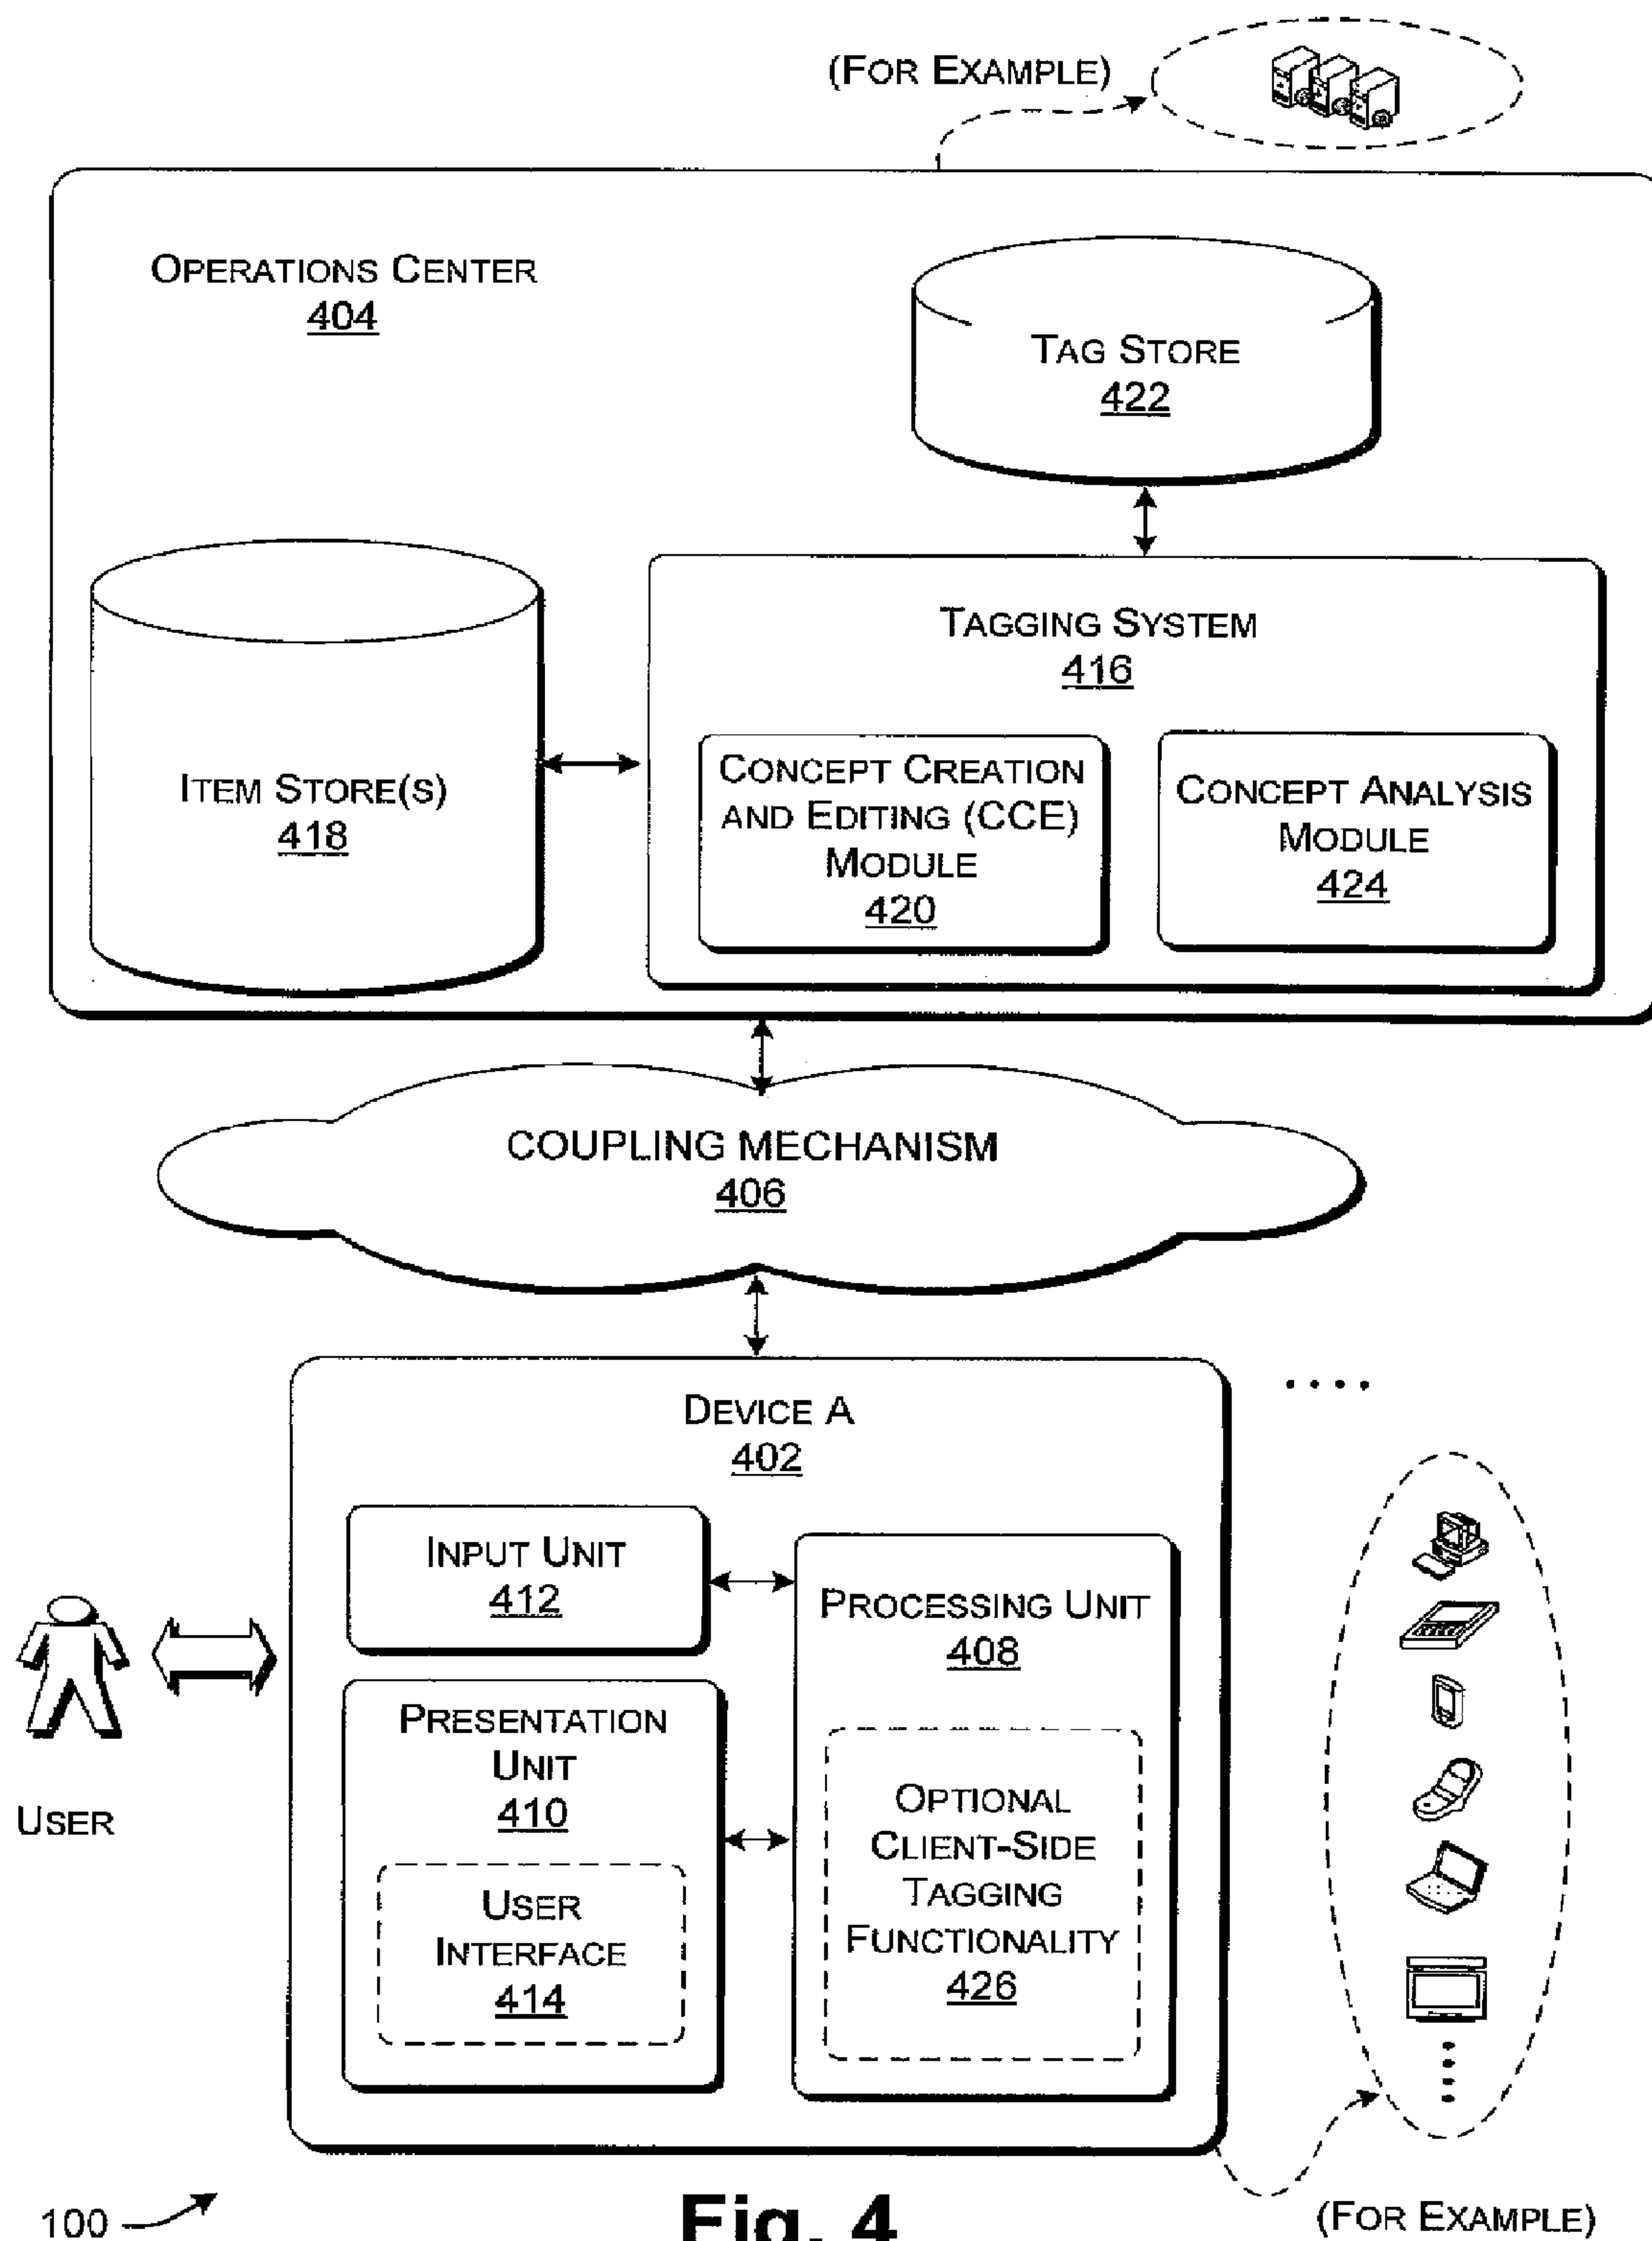 (FOR EXAMPLE)
OPERATIONS CENTER
404
TAG STORE
422
ITEM STORE(S)
418
TAGGING SYSTEM
416
CONCEPT CREATION
AND EDITING (CCE)
MODULE
420
CONCEPT ANALYSIS
MODULE
424
COUPLING MECHANISM
406
DEVICE A
402
....
INPUT UNIT
412
PROCESSING UNIT
408
PRESENTATION
UNIT
410
USER
INTERFACE
414
OPTIONAL
CLIENT-SIDE
TAGGING
FUNCTIONALITY
426
USER
100
Fig. 4
(FOR EXAMPLE)